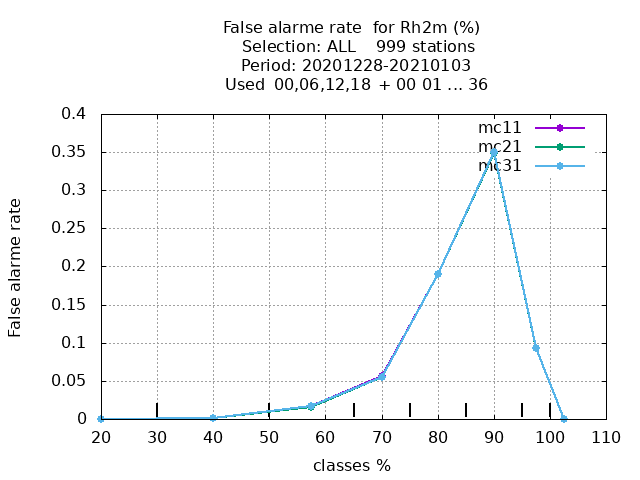 False alarme rate  for Rh2m (%)
Selection: ALL    999 stations
Period: 20201228-20210103
Used  00,06,12,18  + 00 01 ... 36
mc11
mc21
mc31
0.4
0.35
0.3
0.25
0.2
0.15
0.1
0.05
0
False alarme rate
20 30 40 50 60 70 80 90 100 110
classes %